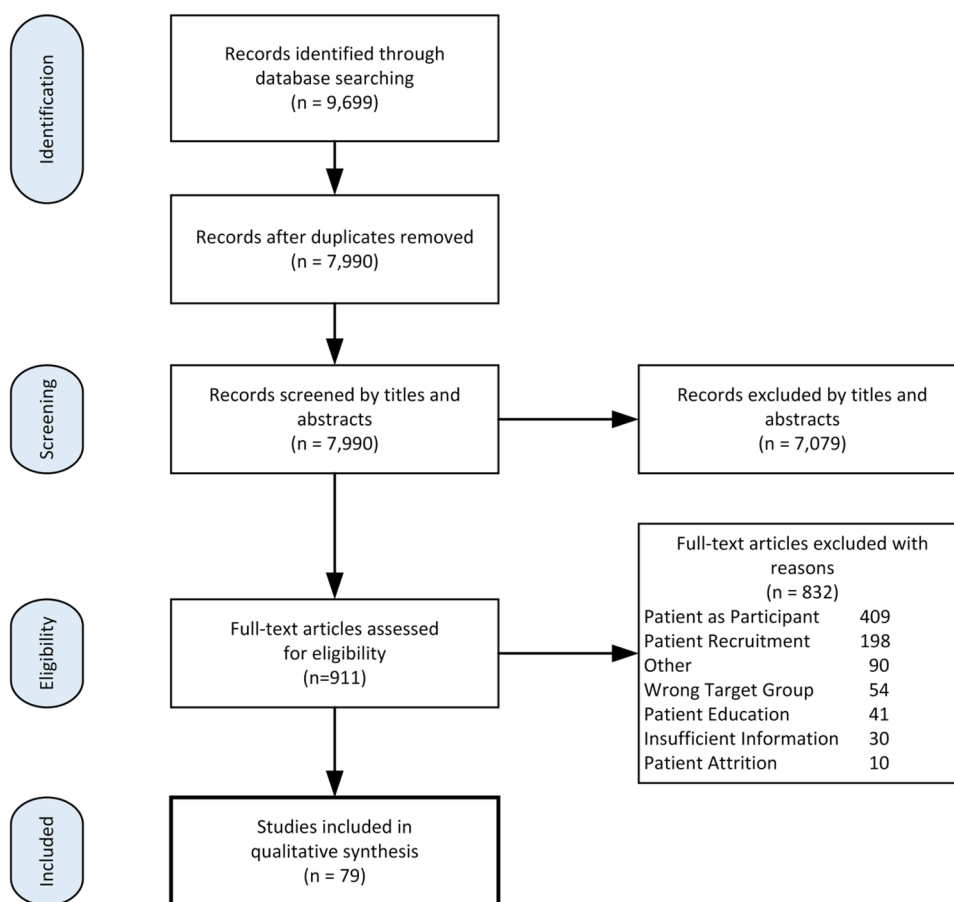 Identification
Records identified through
database searching
(n = 9,699)
Records after duplicates removed
(n = 7,990)
Screening
Records screened by titles and
abstracts
(n = 7,990)
Records excluded by titles and
abstracts
(n = 7,079)
Eligibility
Full-text articles assessed
for eligibility
(n=911)
Full-text articles excluded with
reasons
(n = 832)
Patient as Participant 409
Patient Recruitment 198
Other 90
Wrong Target Group 54
Patient Education 41
Insufficient Information 30
Patient Attrition 10
Included
Studies included in
qualitative synthesis
(n = 79)